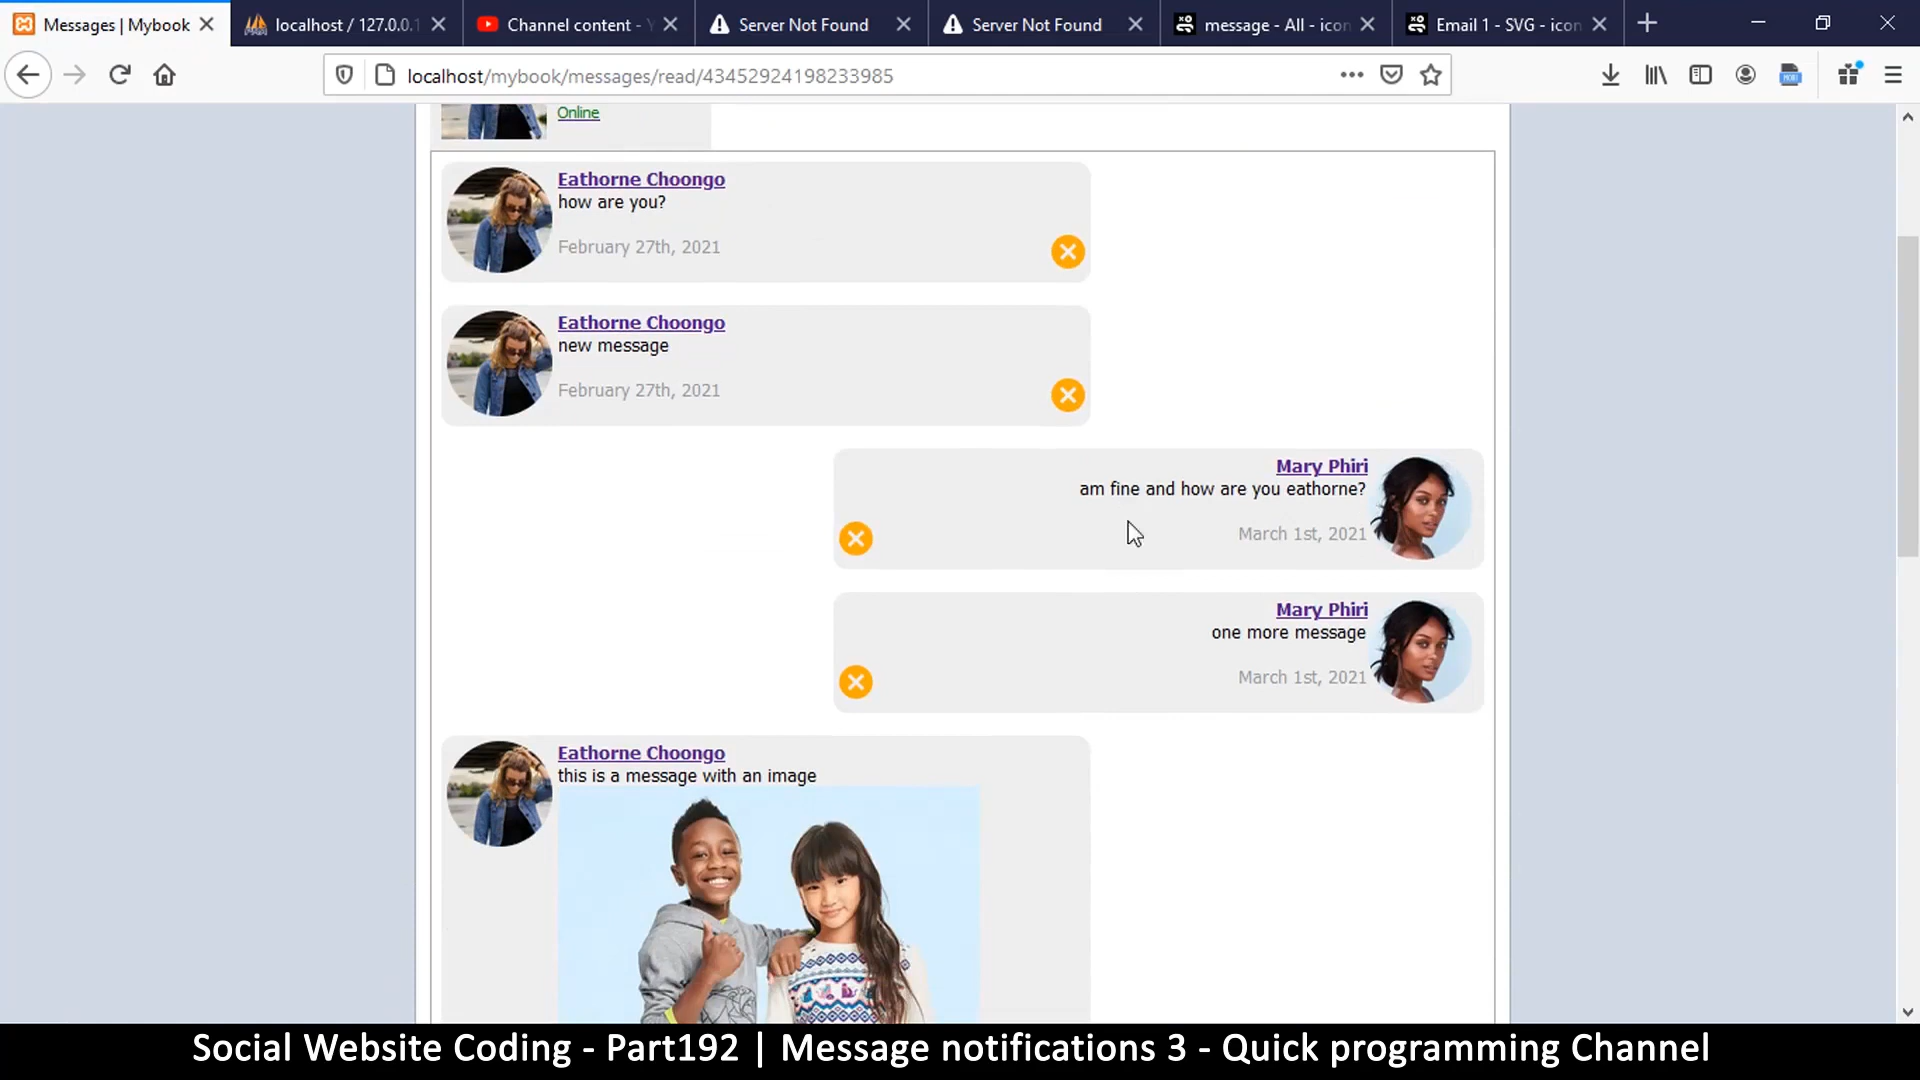 Messages | Mybook
localhost / 127.0.0.1
Channel content - Y
Server Not Found
Server Not Found
message - All - icon
Email 1 - SVG - icon
localhost/mybook/messages/read/43452924198233985
Online
Eathorne Choongo
how are you?
February 27th, 2021
Eathorne Choongo
new message
February 27th, 2021
Mary Phiri
am fine and how are you eathorne?
March 1st, 2021
Mary Phiri
one more message
March 1st, 2021
Eathorne Choongo
this is a message with an image
Social Website Coding - Part192 | Message notifications 3 - Quick programming Channel